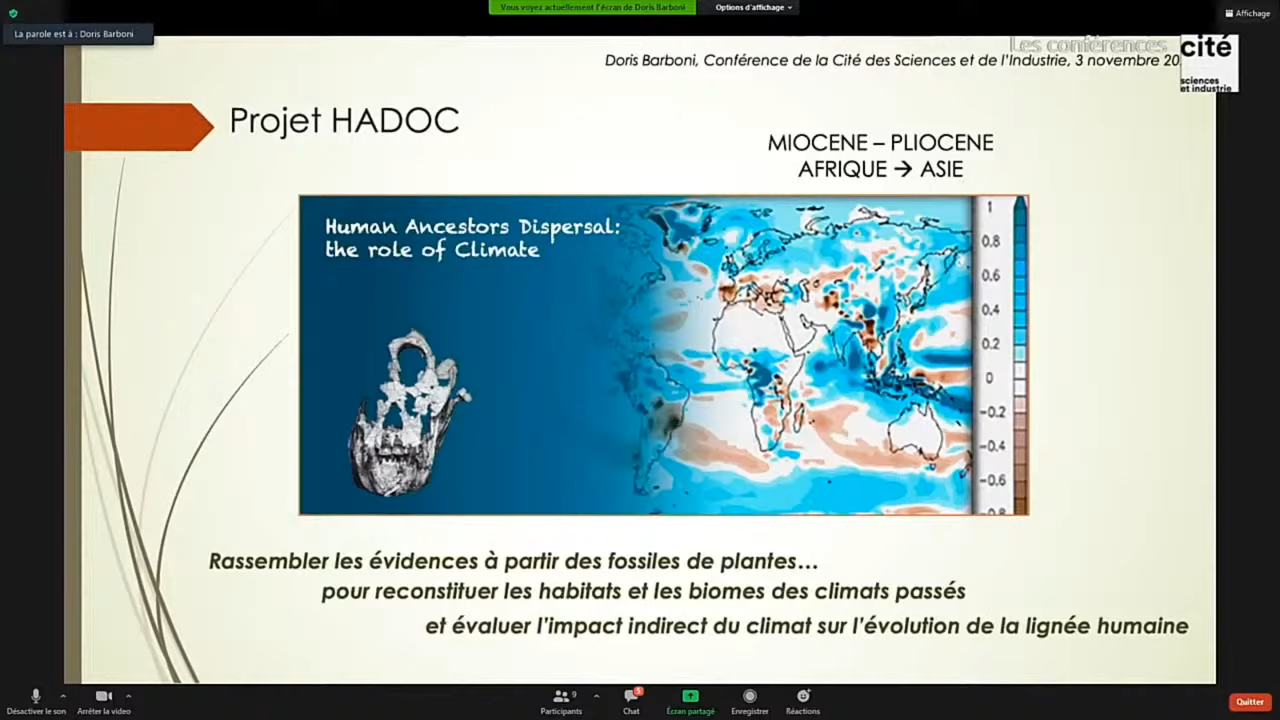 Vous voyez actuellement l'écran de Doris Barboni
Options d'affichage
Affichage
La parole est à : Doris Barboni
Les conférences
cité
sciences
et industrie
Doris Barboni, Conférence de la Cité des Sciences et de l'Industrie, 3 novembre 20
Projet HADOC
MIOCENE – PLIOCENE
AFRIQUE → ASIE
Human Ancestors Dispersal:
the role of Climate
1
0.8
0.6
0.4
0.2
0
−0.2
−0.4
−0.6
−0.8
Rassembler les évidences à partir des fossiles de plantes...
pour reconstituer les habitats et les biomes des climats passés
et évaluer l'impact indirect du climat sur l'évolution de la lignée humaine
Désactiver le son
Arrêter la vidéo
Participants
9
Chat
5
Écran partagé
Enregistrer
Réactions
Quitter